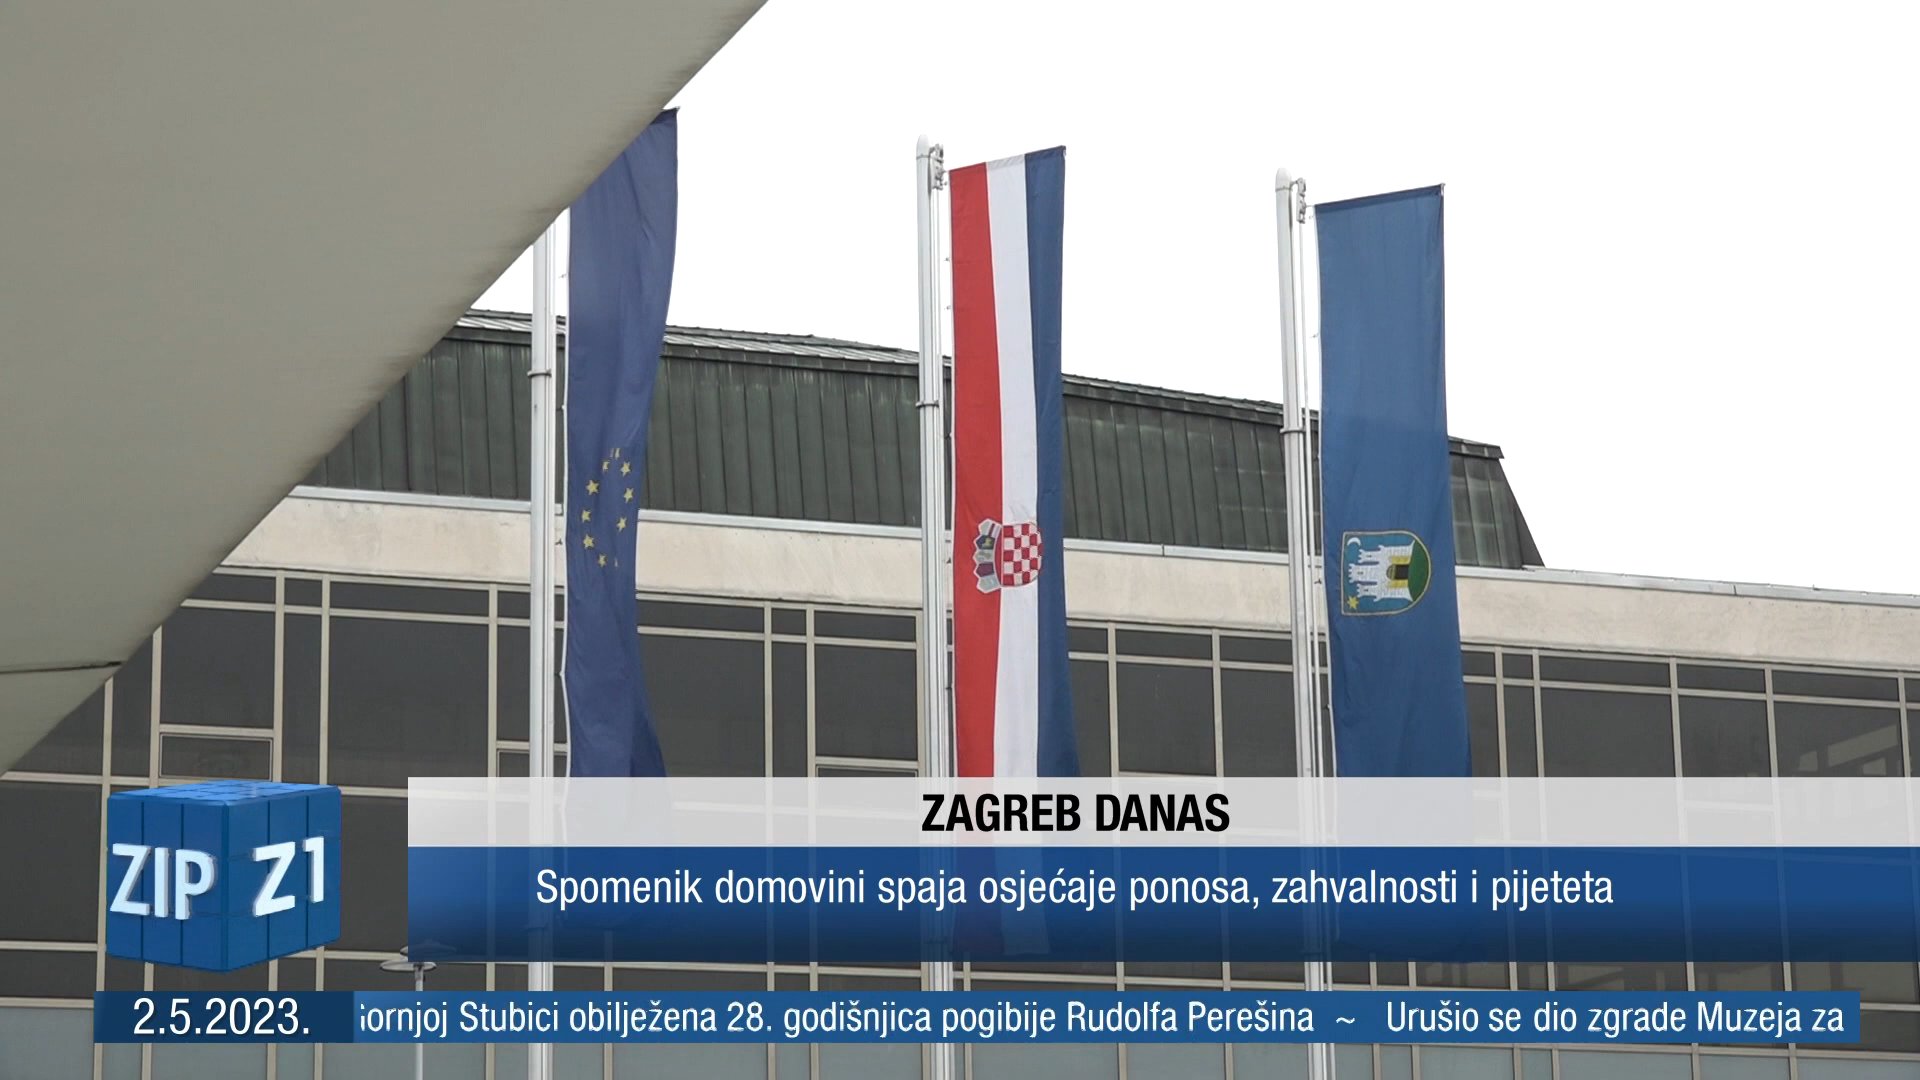 ZAGREB DANAS
ZIP Z1
Spomenik domovini spaja osjećaje ponosa, zahvalnosti i pijeteta
2.5.2023.
Stubici obilježena 28. godišnjica pogibije Rudolfa Perešina ~ Urušio se dio zgrade Muzeja za